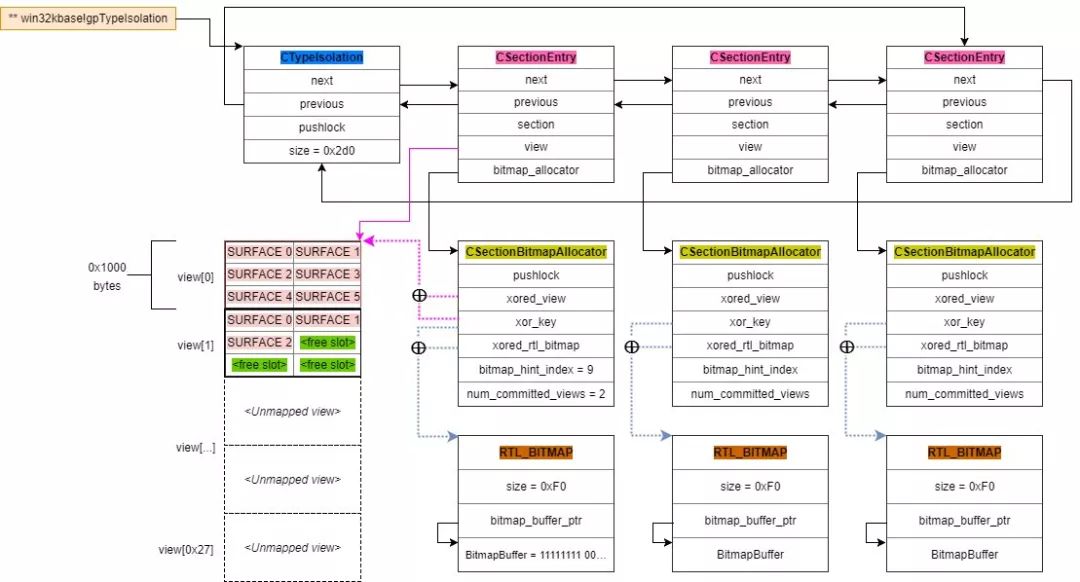 ** win32kbase!gpTypeIsolation
CTypeIsolation
next
previous
pushlock
size = 0x2d0
CSectionEntry
next
previous
section
view
bitmap_allocator
CSectionEntry
next
previous
section
view
bitmap_allocator
CSectionEntry
next
previous
section
view
bitmap_allocator
0x1000
bytes
view[0]
SURFACE 0 SURFACE 1
SURFACE 2 SURFACE 3
SURFACE 4 SURFACE 5
view[1]
SURFACE 0 SURFACE 1
SURFACE 2 <free slot>
<free slot> <free slot>
<Unmapped view>
view[...]
<Unmapped view>
view[0x27]
<Unmapped view>
CSectionBitmapAllocator
pushlock
xored_view
xor_key
xored_rtl_bitmap
bitmap_hint_index = 9
num_committed_views = 2
CSectionBitmapAllocator
pushlock
xored_view
xor_key
xored_rtl_bitmap
bitmap_hint_index
num_committed_views
CSectionBitmapAllocator
pushlock
xored_view
xor_key
xored_rtl_bitmap
bitmap_hint_index
num_committed_views
RTL_BITMAP
size = 0xF0
bitmap_buffer_ptr
BitmapBuffer = 11111111 00...
RTL_BITMAP
size = 0xF0
bitmap_buffer_ptr
BitmapBuffer
RTL_BITMAP
size = 0xF0
bitmap_buffer_ptr
BitmapBuffer